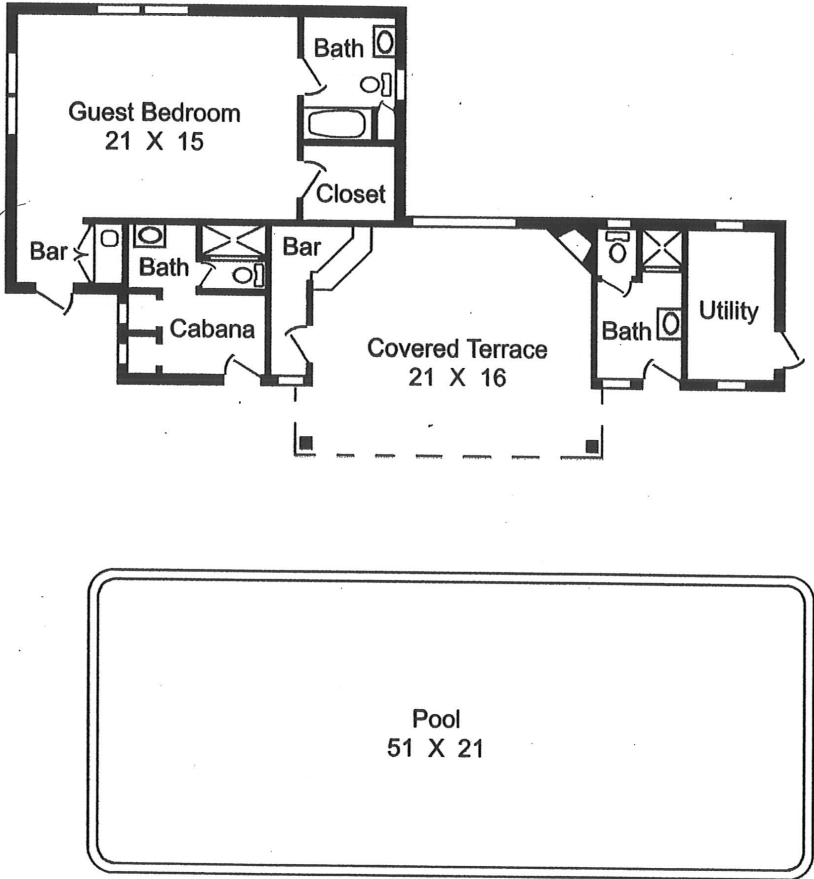 Bath
Guest Bedroom
21 X 15
Closet
Bar
Bath
Bar
Cabana
Covered Terrace
21 X 16
Bath
Utility
Pool
51 X 21